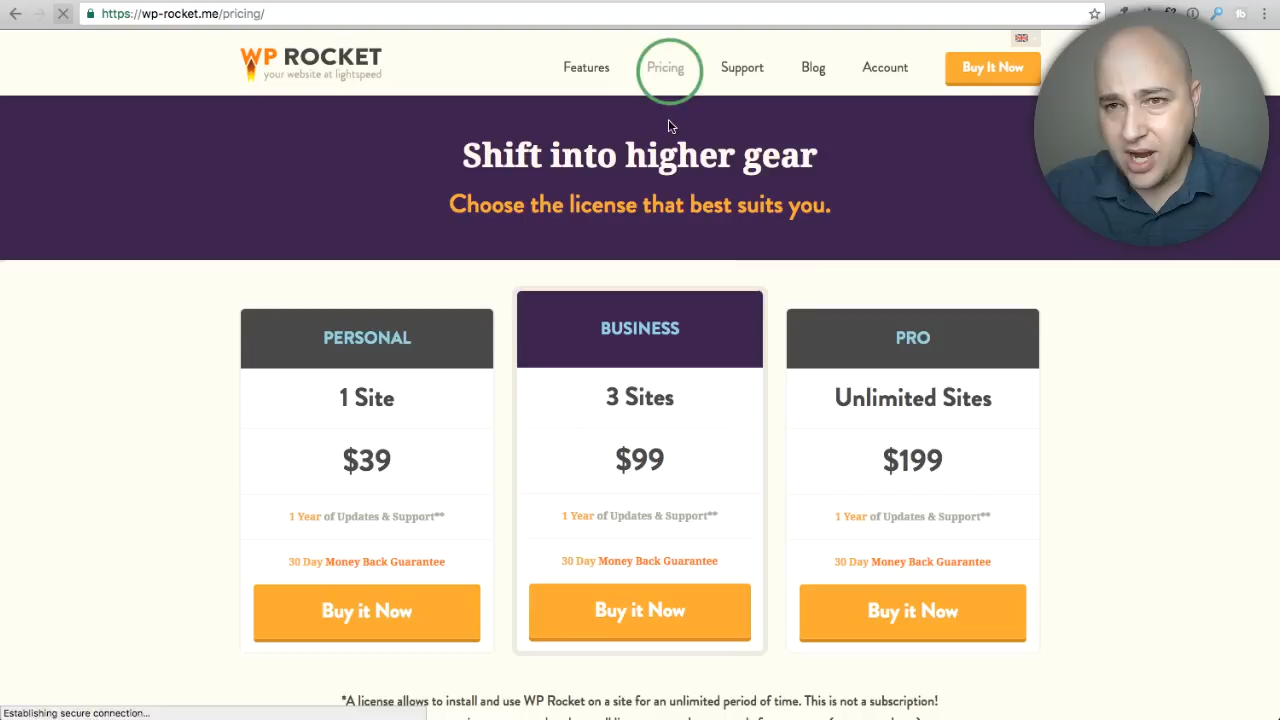 https://wp-rocket.me/pricing/
WP ROCKET
your website at lightspeed
Features
Pricing
Support
Blog
Account
Buy It Now
Shift into higher gear
Choose the license that best suits you.
PERSONAL
1 Site
$39
1 Year of Updates & Support**
30 Day Money Back Guarantee
Buy it Now
BUSINESS
3 Sites
$99
1 Year of Updates & Support**
30 Day Money Back Guarantee
Buy it Now
PRO
Unlimited Sites
$199
1 Year of Updates & Support**
30 Day Money Back Guarantee
Buy it Now
*A license allows to install and use WP Rocket on a site for an unlimited period of time. This is not a subscription!
Establishing secure connection...